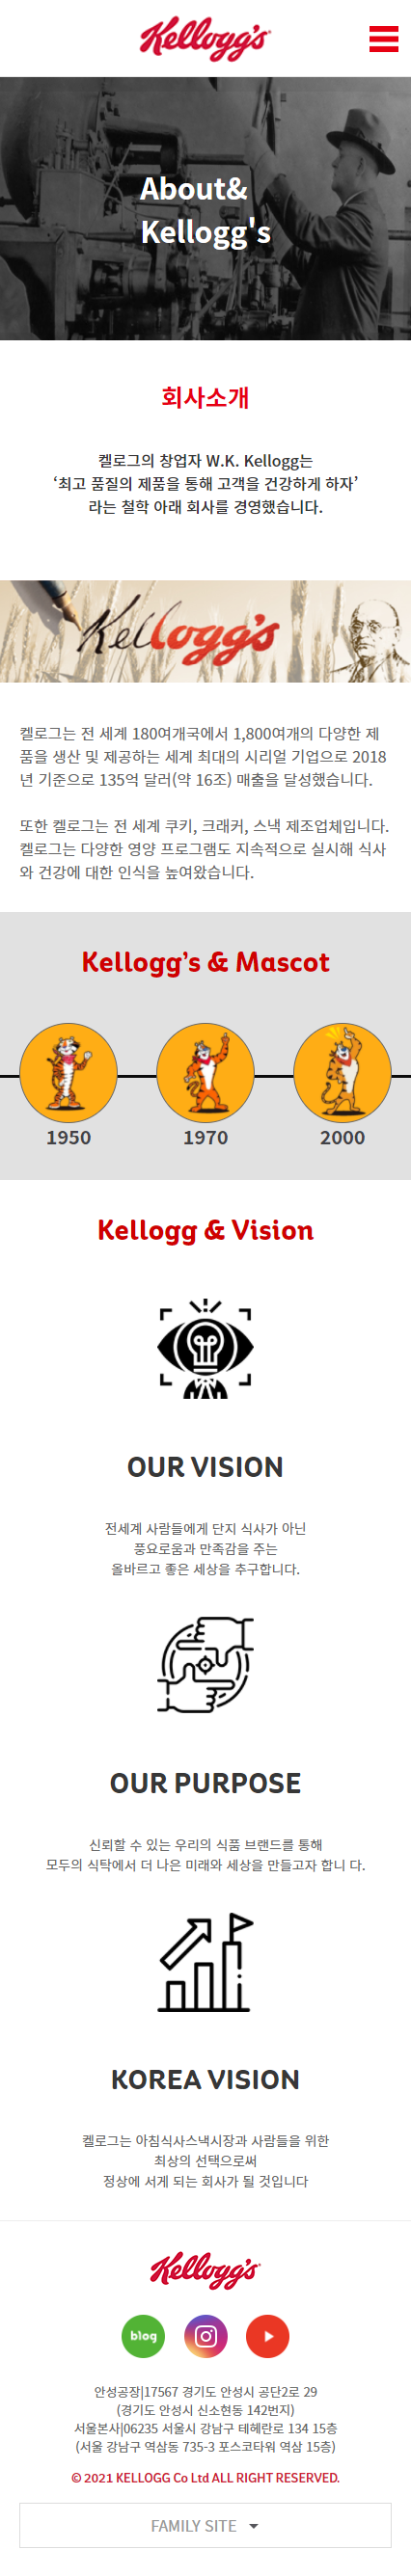 Kellogg's
About&
Kellogg's
회사소개
켈로그의 창업자 W.K. Kellogg는
‘최고 품질의 제품을 통해 고객을 건강하게 하자’
라는 철학 아래 회사를 경영했습니다.
Kellogg's
켈로그는 전 세계 180여개국에서 1,800여개의 다양한 제
품을 생산 및 제공하는 세계 최대의 시리얼 기업으로 2018
년 기준으로 135억 달러(약 16조) 매출을 달성했습니다.
또한 켈로그는 전 세계 쿠키, 크래커, 스낵 제조업체입니다.
켈로그는 다양한 영양 프로그램도 지속적으로 실시해 식사
와 건강에 대한 인식을 높여왔습니다.
Kellogg’s & Mascot
1950 1970 2000
Kellogg & Vision
OUR VISION
전세계 사람들에게 단지 식사가 아닌
풍요로움과 만족감을 주는
올바르고 좋은 세상을 추구합니다.
OUR PURPOSE
신뢰할 수 있는 우리의 식품 브랜드를 통해
모두의 식탁에서 더 나은 미래와 세상을 만들고자 합니 다.
KOREA VISION
켈로그는 아침식사스낵시장과 사람들을 위한
최상의 선택으로써
정상에 서게 되는 회사가 될 것입니다
Kellogg's
blog
안성공장|17567 경기도 안성시 공단2로 29
(경기도 안성시 신소현동 142번지)
서울본사|06235 서울시 강남구 테헤란로 134 15층
(서울 강남구 역삼동 735-3 포스코타워 역삼 15층)
© 2021 KELLOGG Co Ltd ALL RIGHT RESERVED.
FAMILY SITE